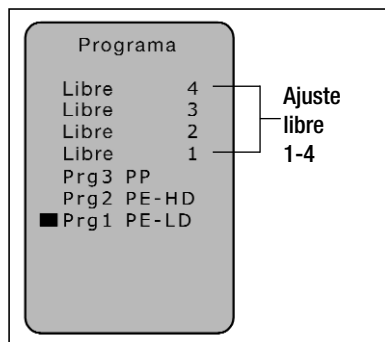 Programa
Libre 4
Libre 3
Libre 2
Libre 1
Prg3 PP
Prg2 PE-HD
Prg1 PE-LD
Ajuste
libre
1-4